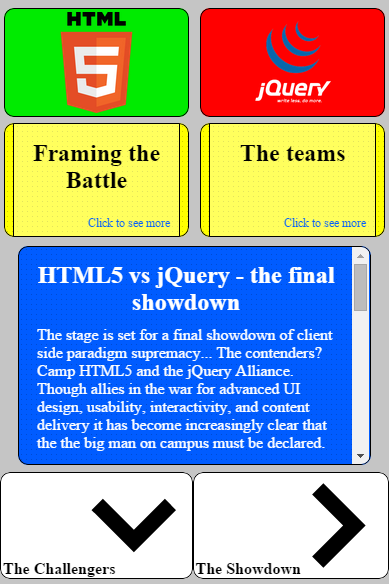 HTML
5
jQuery
write less, do more.
Framing the
Battle
Click to see more
The teams
Click to see more
HTML5 vs jQuery - the final
showdown
The stage is set for a final showdown of client
side paradigm supremacy... The contenders?
Camp HTML5 and the jQuery Alliance.
Though allies in the war for advanced UI
design, usability, interactivity, and content
delivery it has become increasingly clear that
the the big man on campus must be declared.
The Challengers
The Showdown